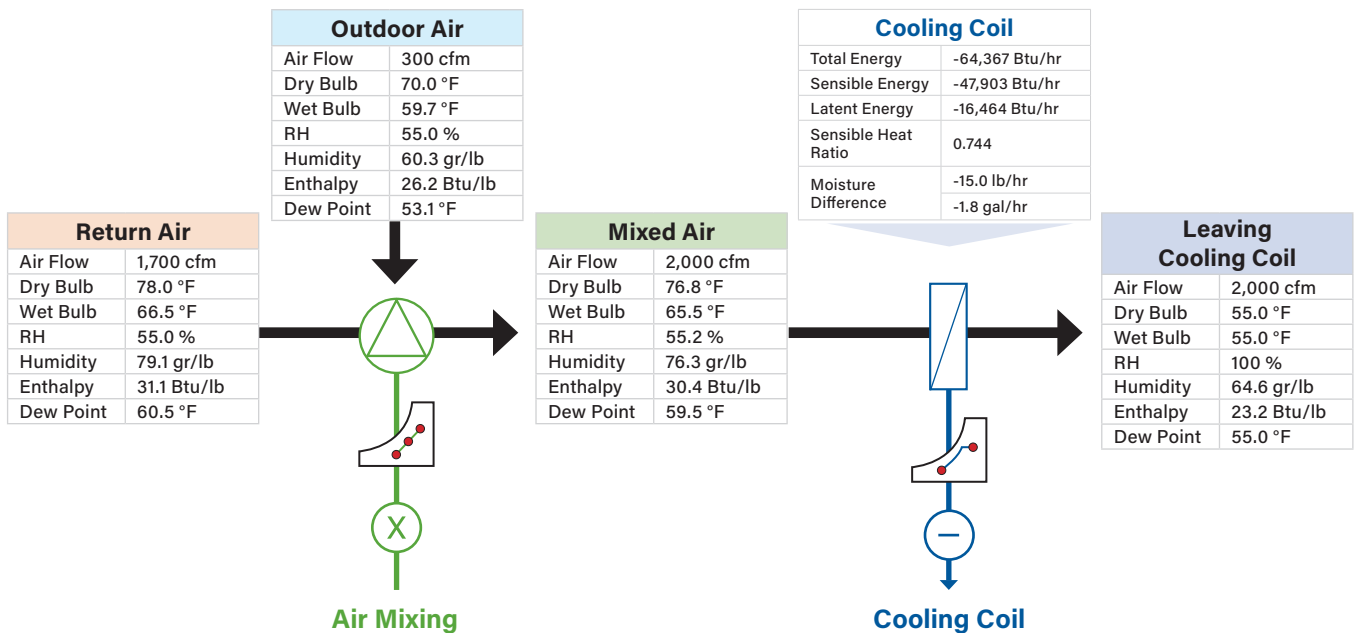 Outdoor Air
Air Flow 300 cfm
Dry Bulb 70.0 °F
Wet Bulb 59.7 °F
RH 55.0 %
Humidity 60.3 gr/lb
Enthalpy 26.2 Btu/lb
Dew Point 53.1 °F
Cooling Coil
Total Energy -64,367 Btu/hr
Sensible Energy -47,903 Btu/hr
Latent Energy -16,464 Btu/hr
Sensible Heat
Ratio
0.744
Moisture
Difference
-15.0 lb/hr
-1.8 gal/hr
Return Air
Air Flow 1,700 cfm
Dry Bulb 78.0 °F
Wet Bulb 66.5 °F
RH 55.0 %
Humidity 79.1 gr/lb
Enthalpy 31.1 Btu/lb
Dew Point 60.5 °F
Mixed Air
Air Flow 2,000 cfm
Dry Bulb 76.8 °F
Wet Bulb 65.5 °F
RH 55.2 %
Humidity 76.3 gr/lb
Enthalpy 30.4 Btu/lb
Dew Point 59.5 °F
Leaving
Cooling Coil
Air Flow 2,000 cfm
Dry Bulb 55.0 °F
Wet Bulb 55.0 °F
RH 100 %
Humidity 64.6 gr/lb
Enthalpy 23.2 Btu/lb
Dew Point 55.0 °F
X
−
Air Mixing
Cooling Coil